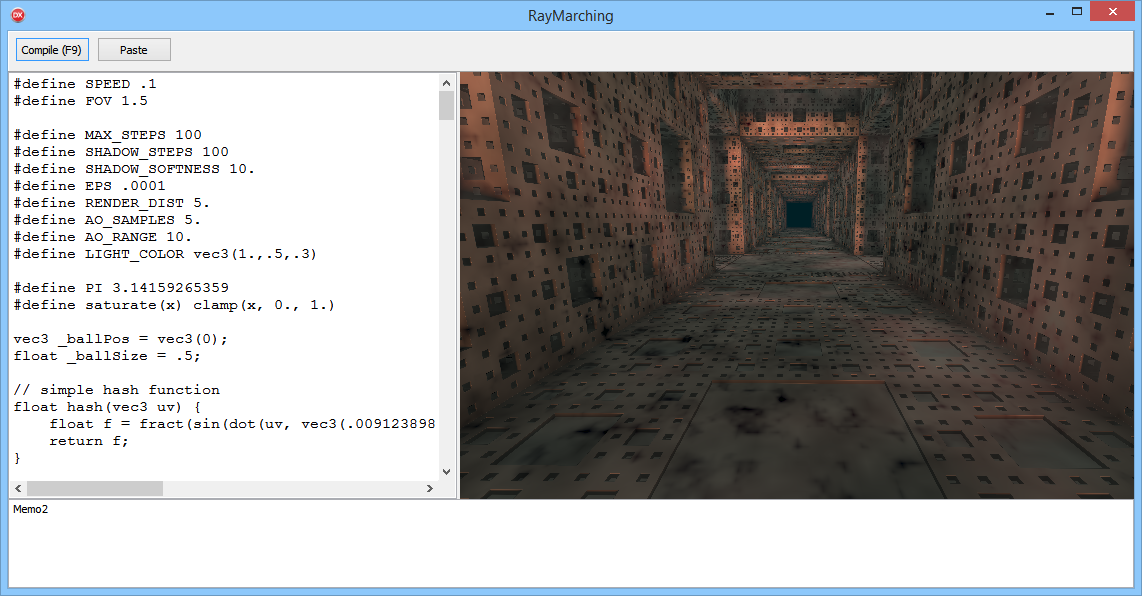 DX
RayMarching
Compile (F9)
Paste
#define SPEED .1
#define FOV 1.5
#define MAX_STEPS 100
#define SHADOW_STEPS 100
#define SHADOW_SOFTNESS 10.
#define EPS .0001
#define RENDER_DIST 5.
#define AO_SAMPLES 5.
#define AO_RANGE 10.
#define LIGHT_COLOR vec3(1.,.5,.3)
#define PI 3.14159265359
#define saturate(x) clamp(x, 0., 1.)
vec3 _ballPos = vec3(0);
float _ballSize = .5;
// simple hash function
float hash(vec3 uv) {
    float f = fract(sin(dot(uv, vec3(.009123898
    return f;
}
Memo2